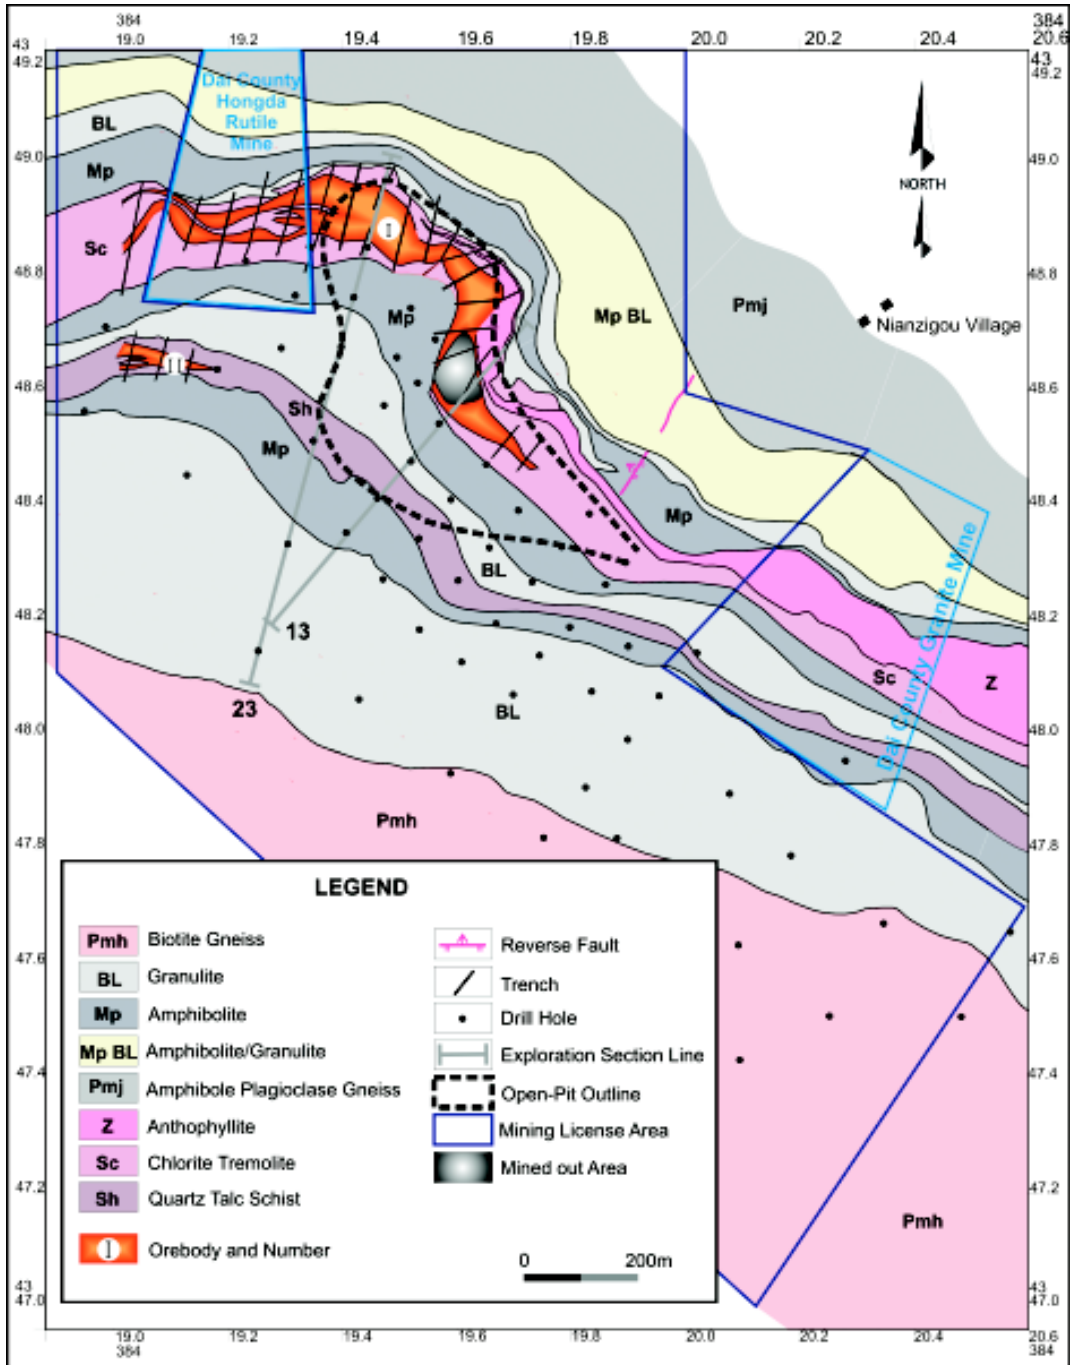 384
19.0 19.2 19.4 19.6 19.8 20.0 20.2 20.4 20.6
384
43
49.2
43
49.2
Dai County
Hongda
Rutile
Mine
BL
49.0
49.0
Mp
NORTH
I
Sc
48.8
48.8
Pmj
Mp
Mp BL
Nianzigou Village
II
48.6
48.6
Sh
Mp
48.4
48.4
Mp
BL
48.2
48.2
13
Sc
Z
Dai County Granite Mine
23
BL
48.0
48.0
Pmh
47.8
47.8
LEGEND
Pmh Biotite Gneiss
BL Granulite
Mp Amphibolite
Mp BL Amphibolite/Granulite
Pmj Amphibole Plagioclase Gneiss
Z Anthophyllite
Sc Chlorite Tremolite
Sh Quartz Talc Schist
I Orebody and Number
Reverse Fault
Trench
Drill Hole
Exploration Section Line
Open-Pit Outline
Mining License Area
Mined out Area
0 200m
47.6
47.6
47.4
47.4
47.2
47.2
Pmh
43
47.0
43
47.0
19.0 19.2 19.4 19.6 19.8 20.0 20.2 20.4 20.6
384
384